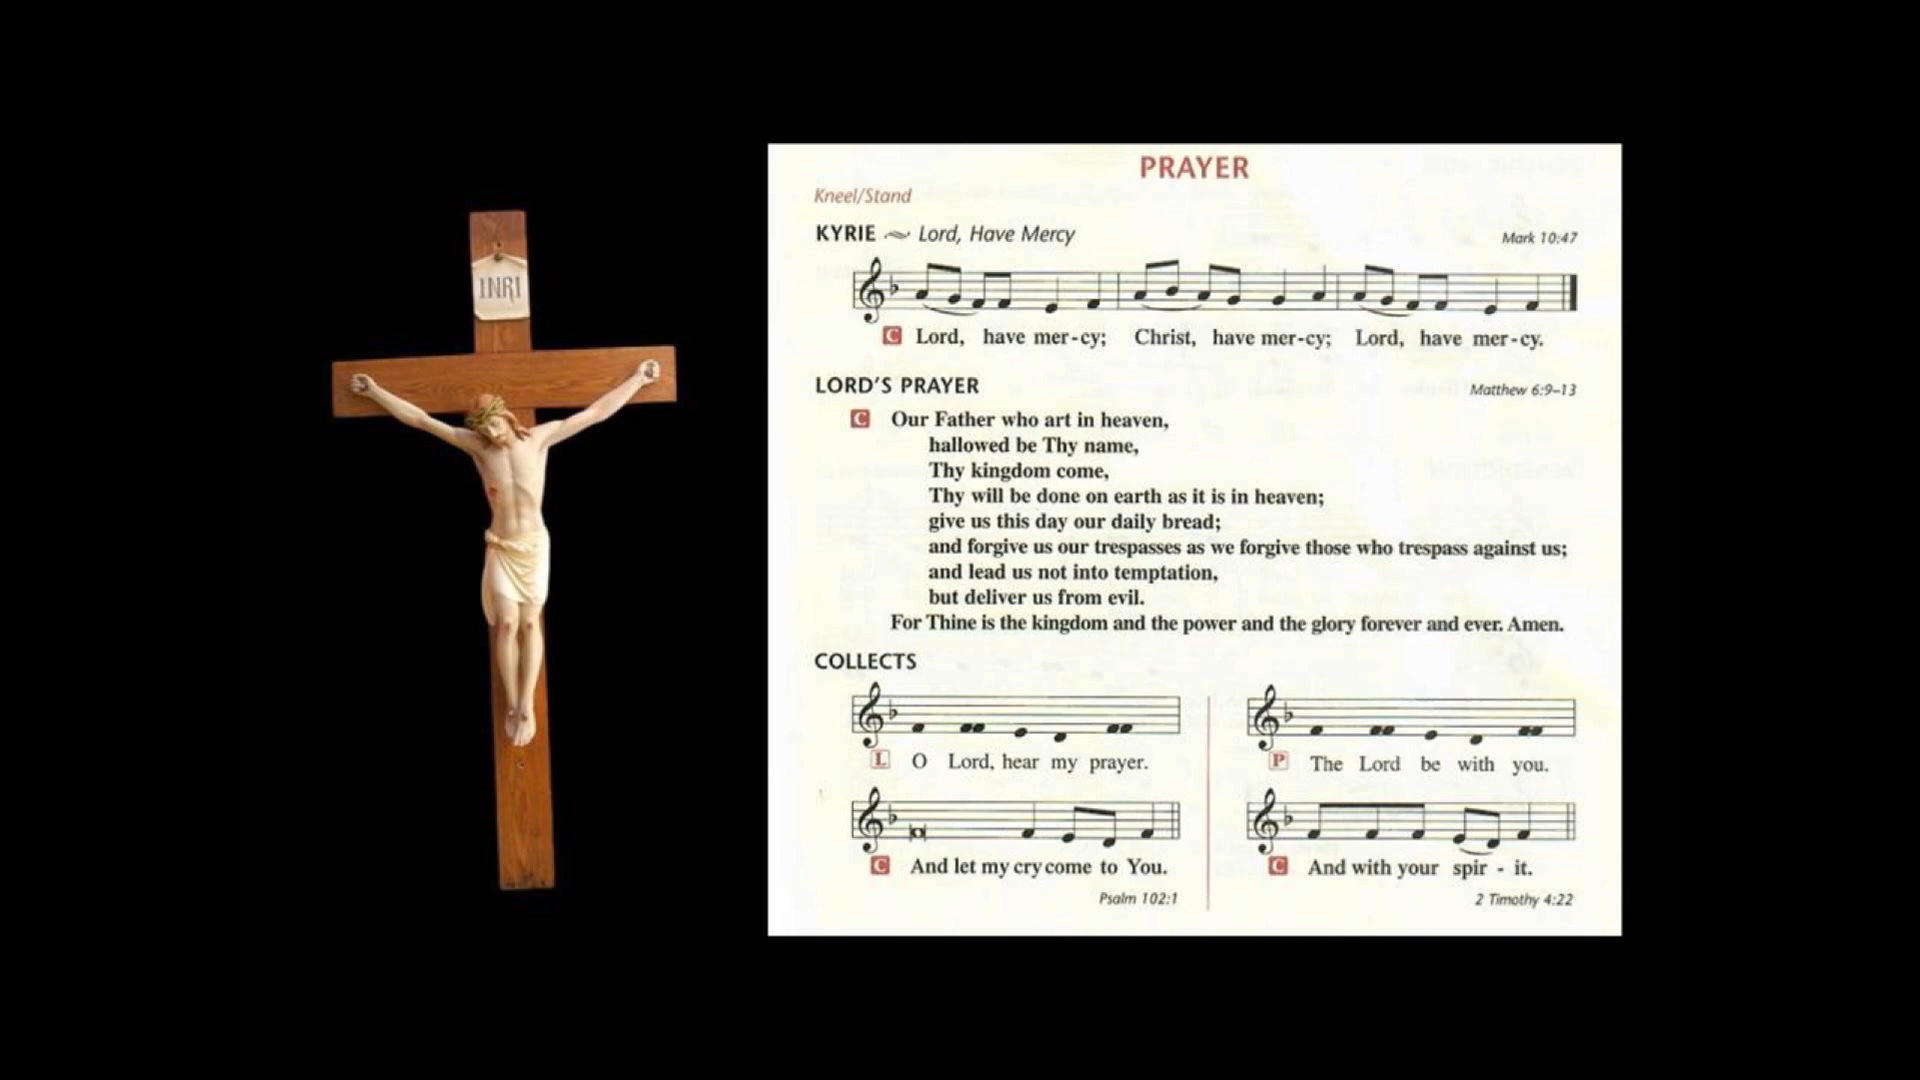 INRI
PRAYER
Kneel/Stand
KYRIE Lord, Have Mercy Mark 10:47
C Lord, have mer-cy; Christ, have mer-cy; Lord, have mer-cy.
LORD'S PRAYER Matthew 6:9–13
C Our Father who art in heaven,
hallowed be Thy name,
Thy kingdom come,
Thy will be done on earth as it is in heaven;
give us this day our daily bread;
and forgive us our trespasses as we forgive those who trespass against us;
and lead us not into temptation,
but deliver us from evil.
For Thine is the kingdom and the power and the glory forever and ever. Amen.
COLLECTS
L O Lord, hear my prayer.
C And let my cry come to You.
Psalm 102:1
P The Lord be with you.
C And with your spir - it.
2 Timothy 4:22